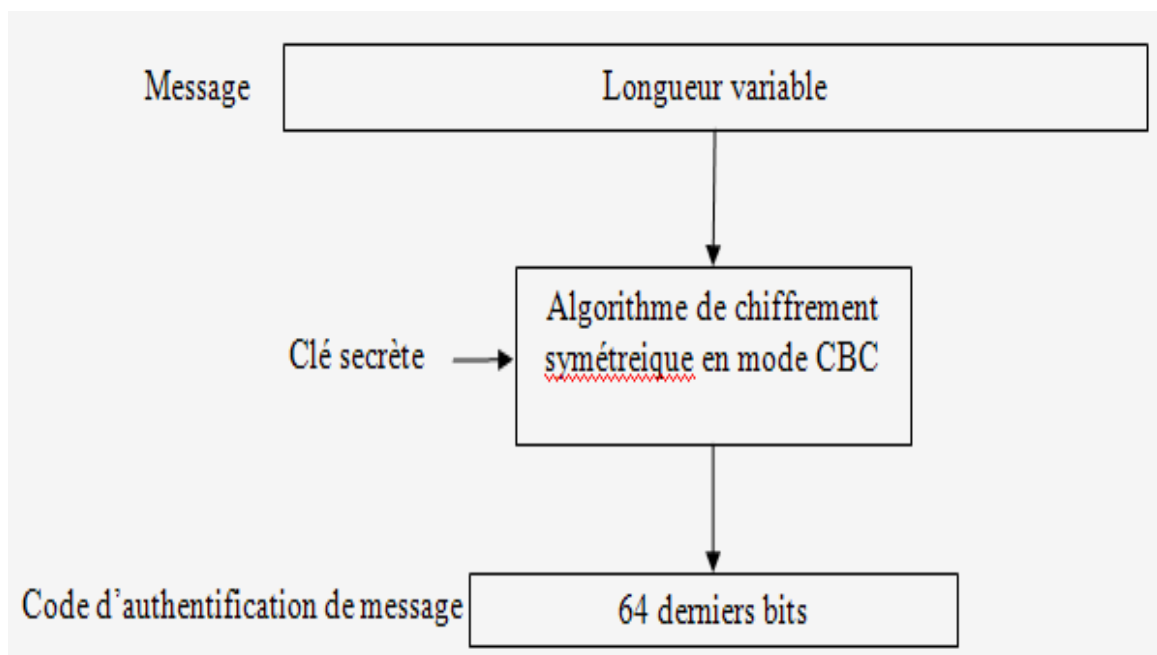 Message
Longueur variable
Algorithme de chiffrement
symétreique en mode CBC
Clé secrète
Code d’authentification de message
64 derniers bits